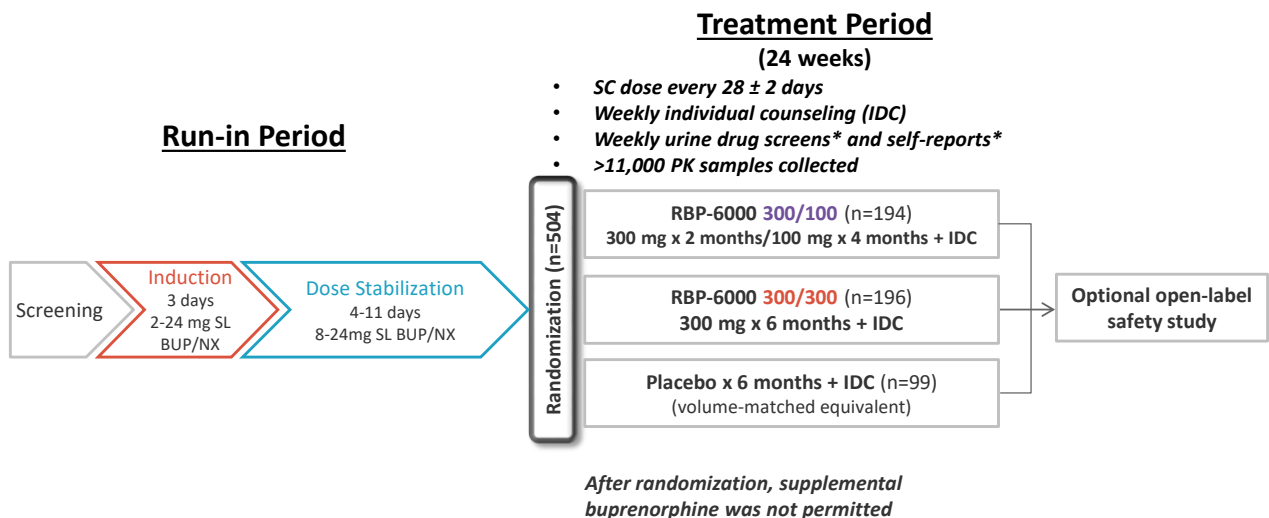 Treatment Period
(24 weeks)
• SC dose every 28 ± 2 days
• Weekly individual counseling (IDC)
• Weekly urine drug screens* and self-reports*
• >11,000 PK samples collected
Run-in Period
Screening
Induction
3 days
2-24 mg SL
BUP/NX
Dose Stabilization
4-11 days
8-24mg SL BUP/NX
Randomization (n=504)
RBP-6000 300/100 (n=194)
300 mg x 2 months/100 mg x 4 months + IDC
RBP-6000 300/300 (n=196)
300 mg x 6 months + IDC
Placebo x 6 months + IDC (n=99)
(volume-matched equivalent)
Optional open-label
safety study
After randomization, supplemental
buprenorphine was not permitted